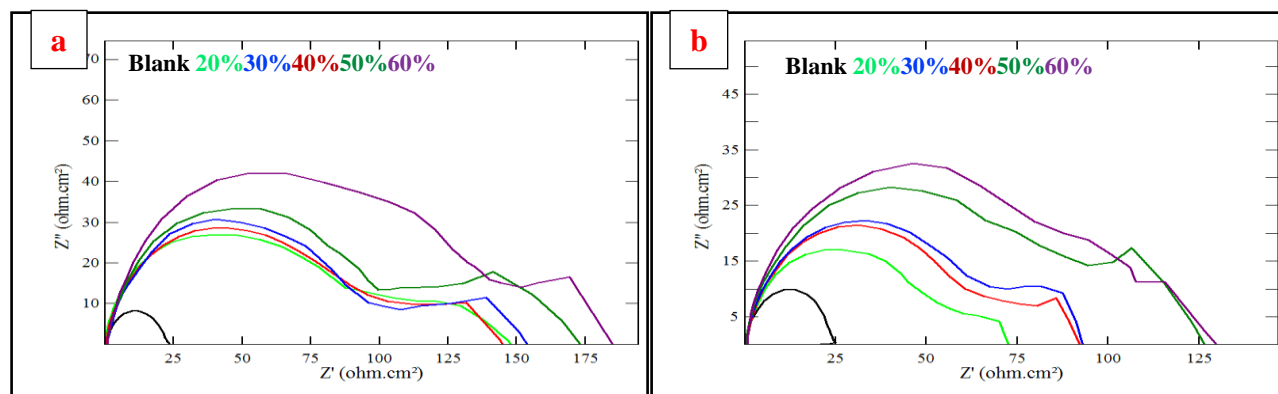 a
Blank 20%30%40%50%60%
70
60
50
40
30
20
10
Z" (ohm.cm²)
25 50 75 100 125 150 175
Z' (ohm.cm²)
b
Blank 20%30%40%50%60%
45
35
25
15
5
Z" (ohm.cm²)
25 50 75 100 125
Z' (ohm.cm²)